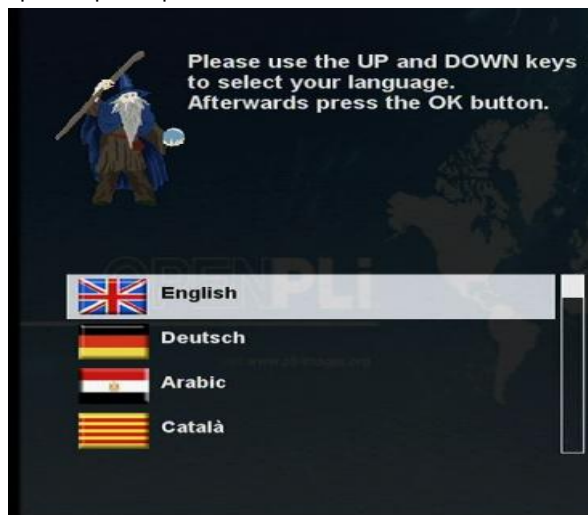 Please use the UP and DOWN keys
to select your language.
Afterwards press the OK button.
OPENPLi
English
Deutsch
Arabic
Català